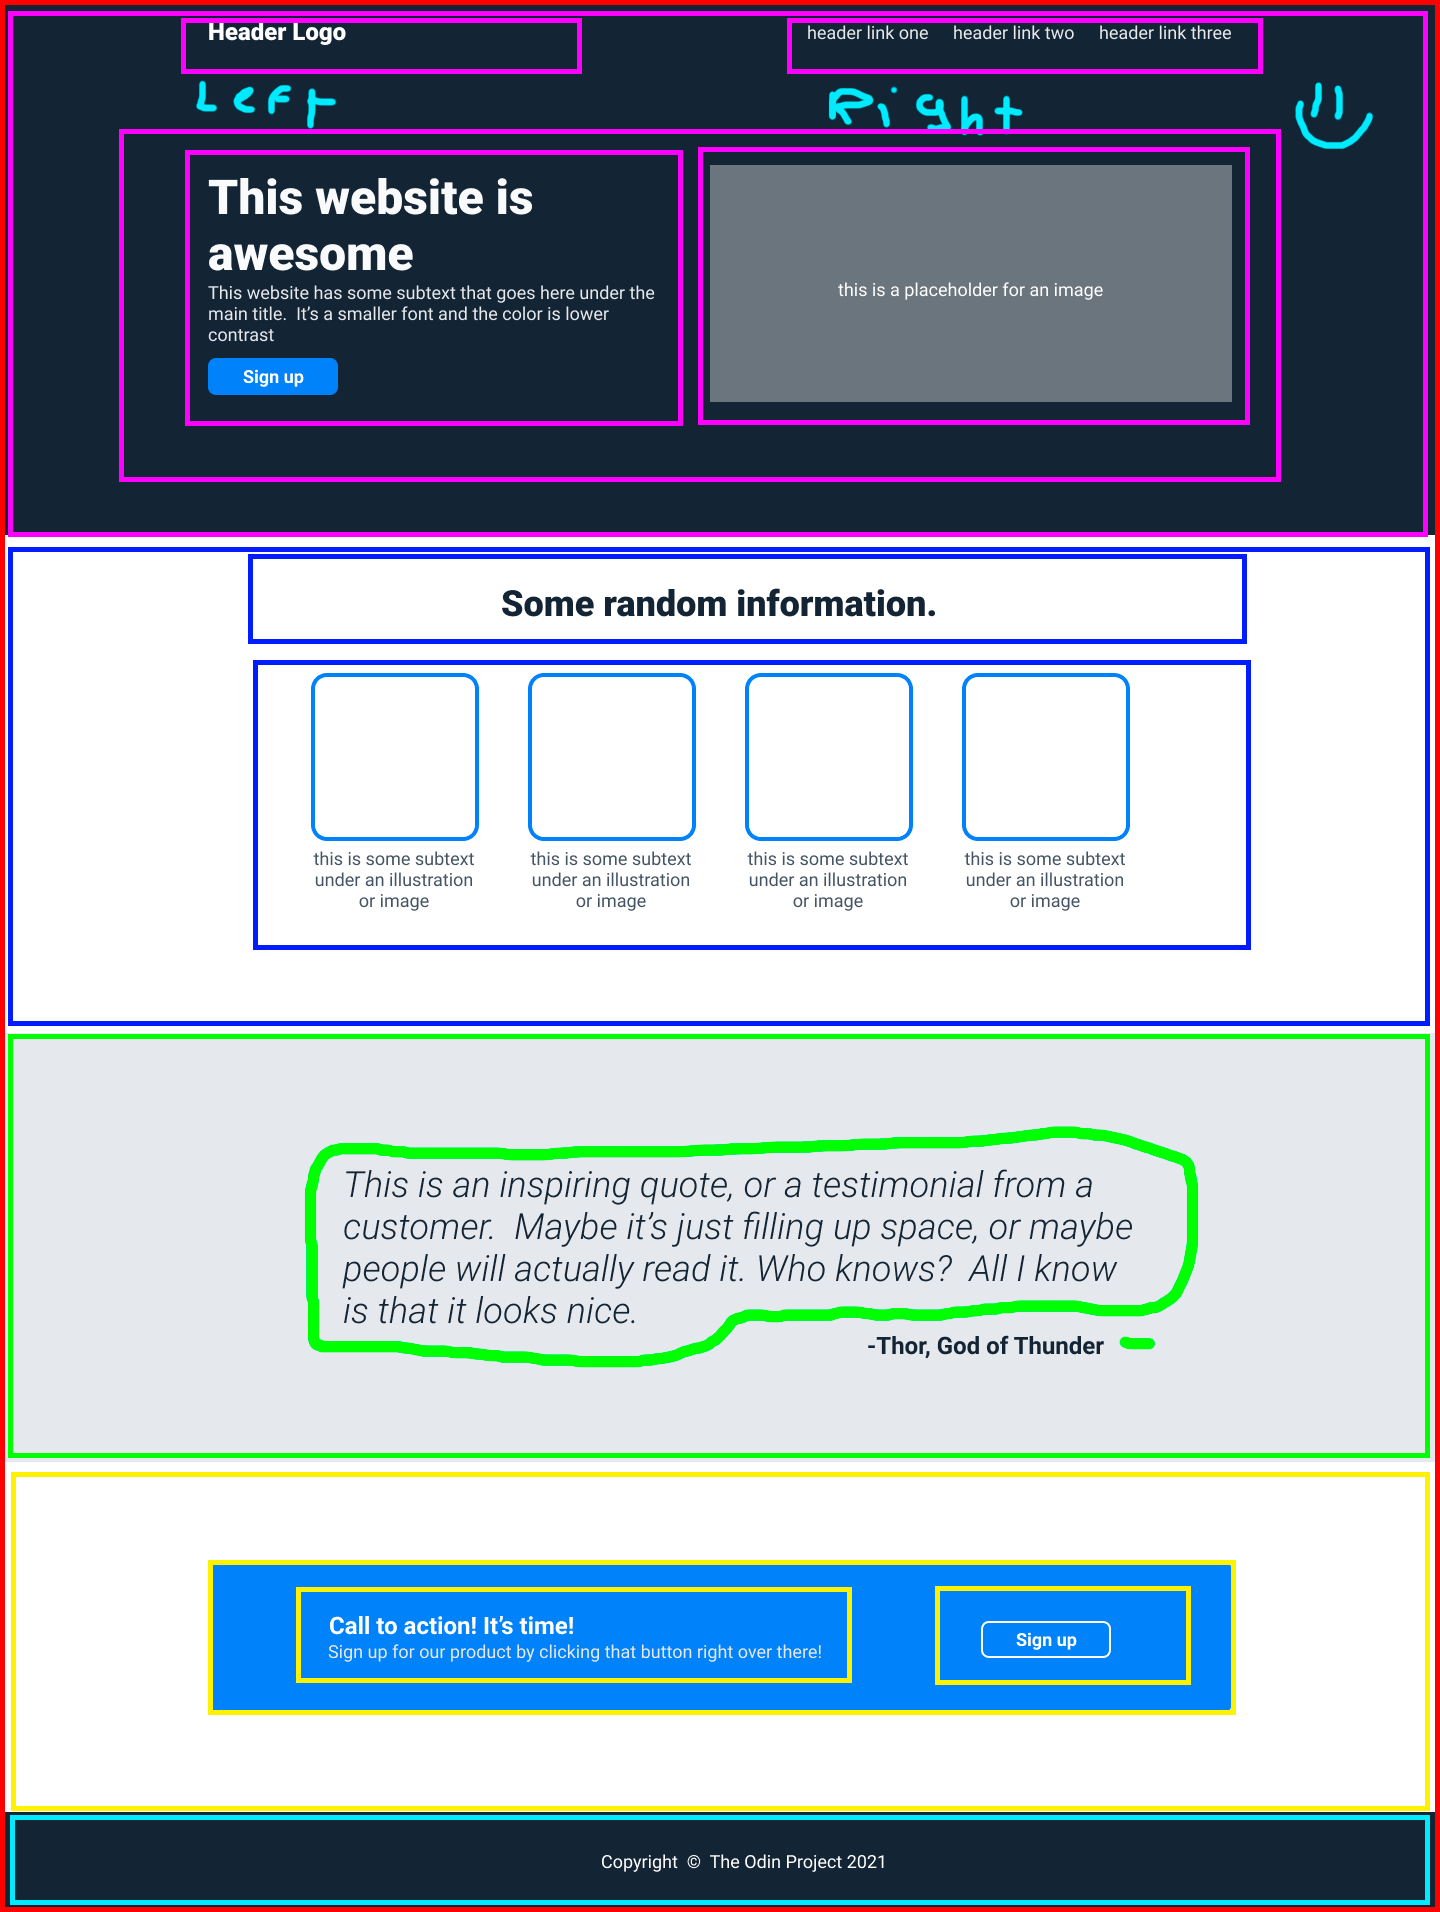 Header Logo
header link one header link two header link three
Left
Right
This website is
awesome
This website has some subtext that goes here under the
main title.  It’s a smaller font and the color is lower
contrast
Sign up
this is a placeholder for an image
Some random information.
this is some subtext
under an illustration
or image
this is some subtext
under an illustration
or image
this is some subtext
under an illustration
or image
this is some subtext
under an illustration
or image
This is an inspiring quote, or a testimonial from a
customer.  Maybe it’s just filling up space, or maybe
people will actually read it. Who knows?  All I know
is that it looks nice.
-Thor, God of Thunder
Call to action! It’s time!
Sign up for our product by clicking that button right over there!
Sign up
Copyright © The Odin Project 2021